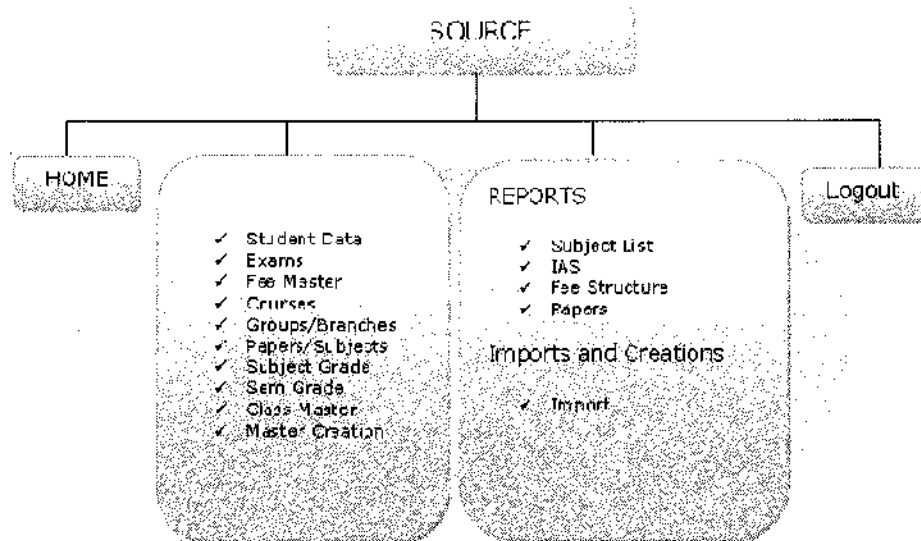 SOURCE
HOME
Student Data
Exams
Fee Master
Courses
Groups/Branches
Papers/Subjects
Subject Grade
Sem Grade
Class Master
Master Creation
REPORTS
Subject List
IAS
Fee Structure
Papers
Imports and Creations
Import
Logout